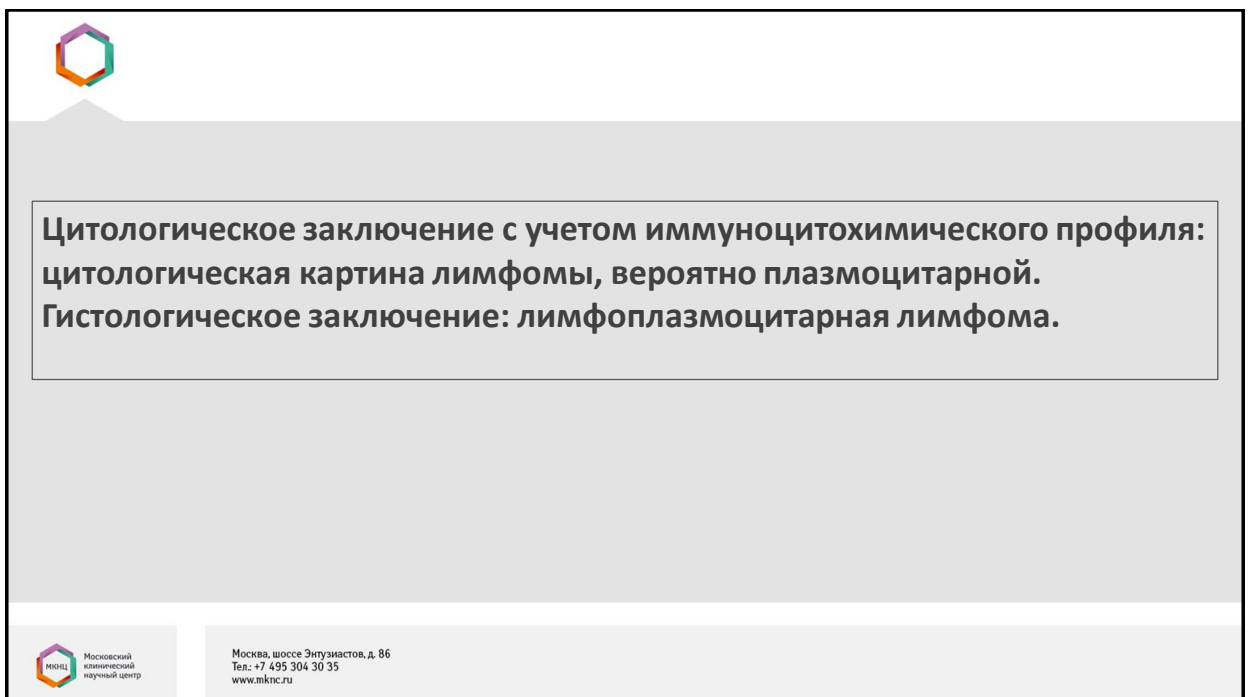 Цитологическое заключение с учетом иммуноцитохимического профиля:
цитологическая картина лимфомы, вероятно плазмоцитарной.
Гистологическое заключение: лимфоплазмоцитарная лимфома.
МКНЦ
Московский
клинический
научный центр
Москва, шоссе Энтузиастов, д. 86
Тел.: +7 495 304 30 35
www.mknc.ru